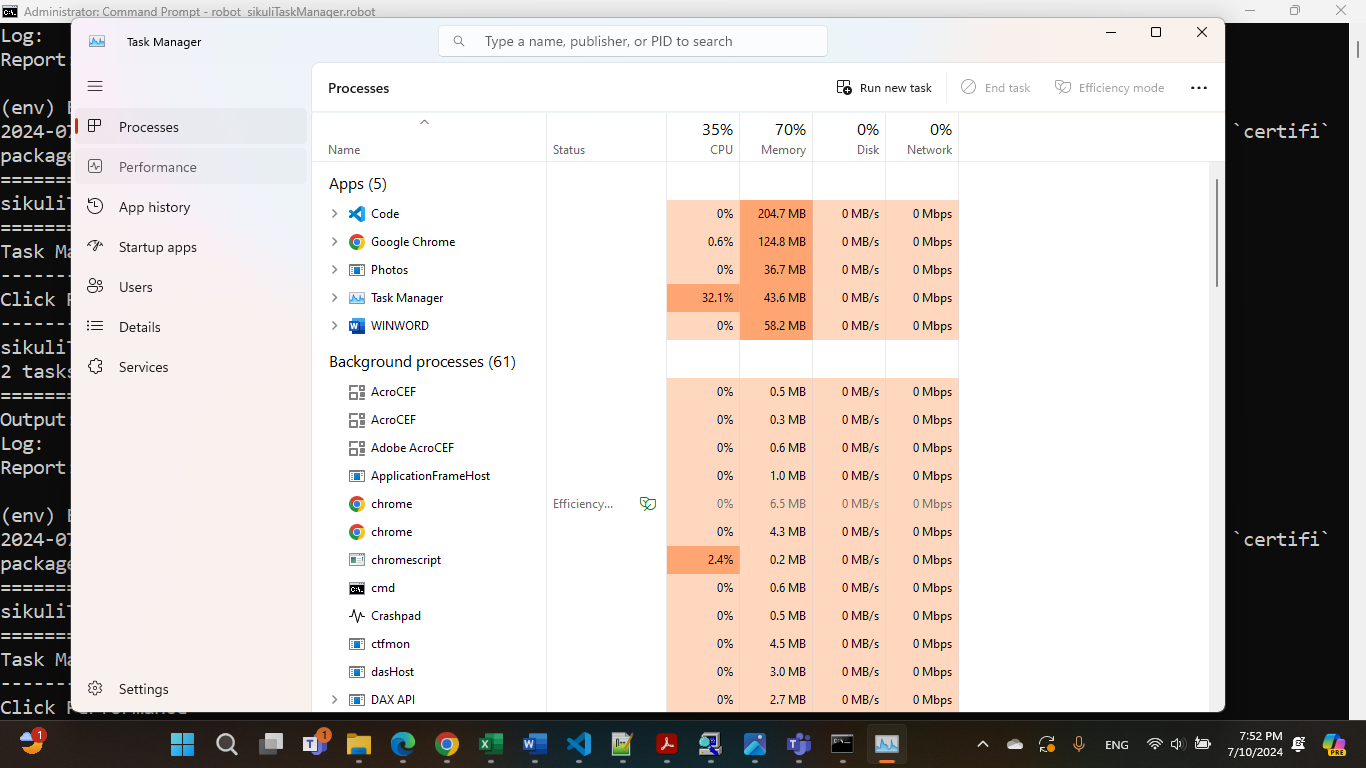 Administrator: Command Prompt - robot sikuliTaskManager.robot
Log:
Report:
(env)
2024-07
`certifi`
package
sikuli
Task Ma
Click
sikuli
2 tasks
Output:
Log:
Report:
(env)
2024-07
`certifi`
package
sikuli
Task Ma
Click Performance
Task Manager
Type a name, publisher, or PID to search
Processes
Performance
App history
Startup apps
Users
Details
Services
Settings
Processes
Run new task
End task
Efficiency mode
35% 70% 0% 0%
Name Status CPU Memory Disk Network
Apps (5)
Code 0% 204.7 MB 0 MB/s 0 Mbps
Google Chrome 0.6% 124.8 MB 0 MB/s 0 Mbps
Photos 0% 36.7 MB 0 MB/s 0 Mbps
Task Manager 32.1% 43.6 MB 0 MB/s 0 Mbps
WINWORD 0% 58.2 MB 0 MB/s 0 Mbps
Background processes (61)
AcroCEF 0% 0.5 MB 0 MB/s 0 Mbps
AcroCEF 0% 0.3 MB 0 MB/s 0 Mbps
Adobe AcroCEF 0% 0.6 MB 0 MB/s 0 Mbps
ApplicationFrameHost 0% 1.0 MB 0 MB/s 0 Mbps
chrome Efficiency... 0% 6.5 MB 0 MB/s 0 Mbps
chrome 0% 4.3 MB 0 MB/s 0 Mbps
chromescript 2.4% 0.2 MB 0 MB/s 0 Mbps
cmd 0% 0.6 MB 0 MB/s 0 Mbps
Crashpad 0% 0.5 MB 0 MB/s 0 Mbps
ctfmon 0% 4.5 MB 0 MB/s 0 Mbps
dasHost 0% 3.0 MB 0 MB/s 0 Mbps
DAX API 0% 2.7 MB 0 MB/s 0 Mbps
1
1
ENG
7:52 PM
7/10/2024
PRE